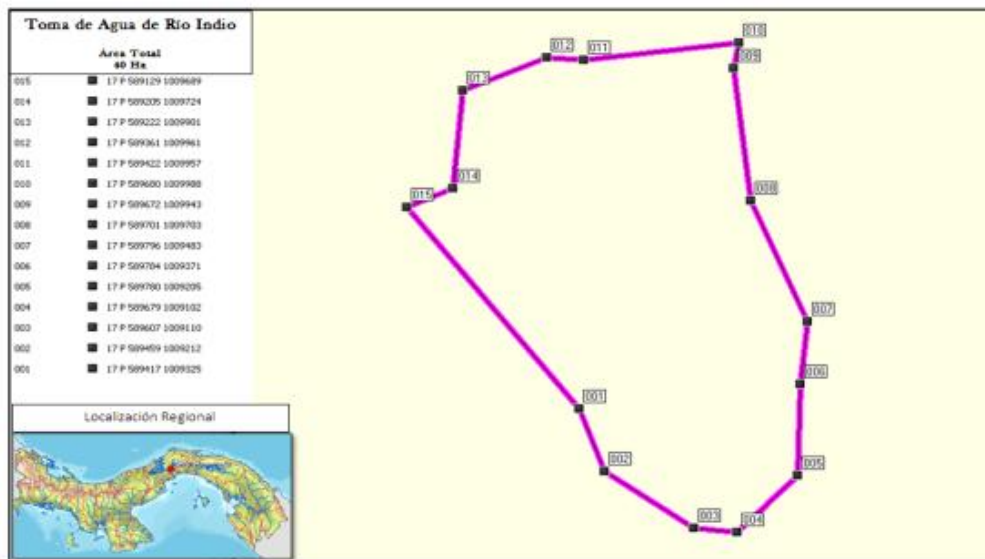 Toma de Agua de Río Indio
Área Total
40 Ha
015 17 P 589129 1009689
014 17 P 589205 1009724
013 17 P 589222 1009901
012 17 P 589361 1009961
011 17 P 589422 1009957
010 17 P 589680 1009988
009 17 P 589672 1009943
008 17 P 589701 1009703
007 17 P 589796 1009483
006 17 P 589784 1009371
005 17 P 589780 1009205
004 17 P 589679 1009102
003 17 P 589607 1009110
002 17 P 589459 1009212
001 17 P 589417 1009325
Localización Regional
010
012
011
009
013
014
015
008
007
006
001
002
005
003
004